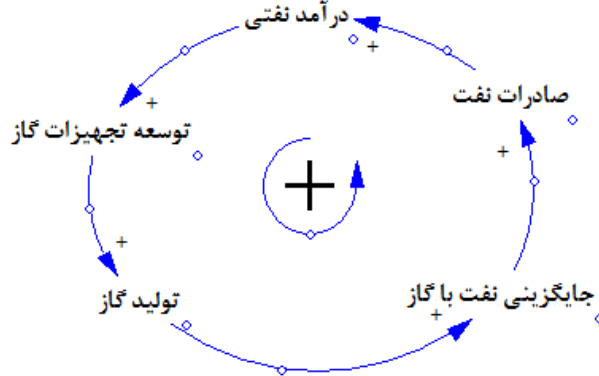 درآمد نفتی
+
صادرات نفت
+
توسعه تجهیزات گاز
+
+
+
تولید گاز
جایگزینی نفت با گاز
+